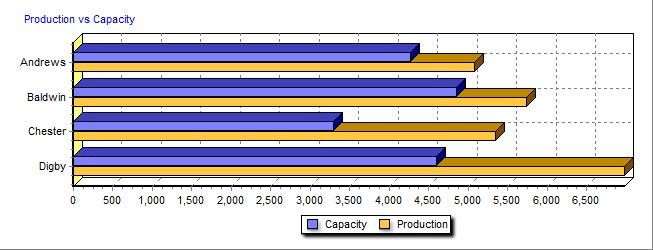 Production vs Capacity
Andrews
Baldwin
Chester
Digby
0 500 1,000 1,500 2,000 2,500 3,000 3,500 4,000 4,500 5,000 5,500 6,000 6,500
Capacity Production